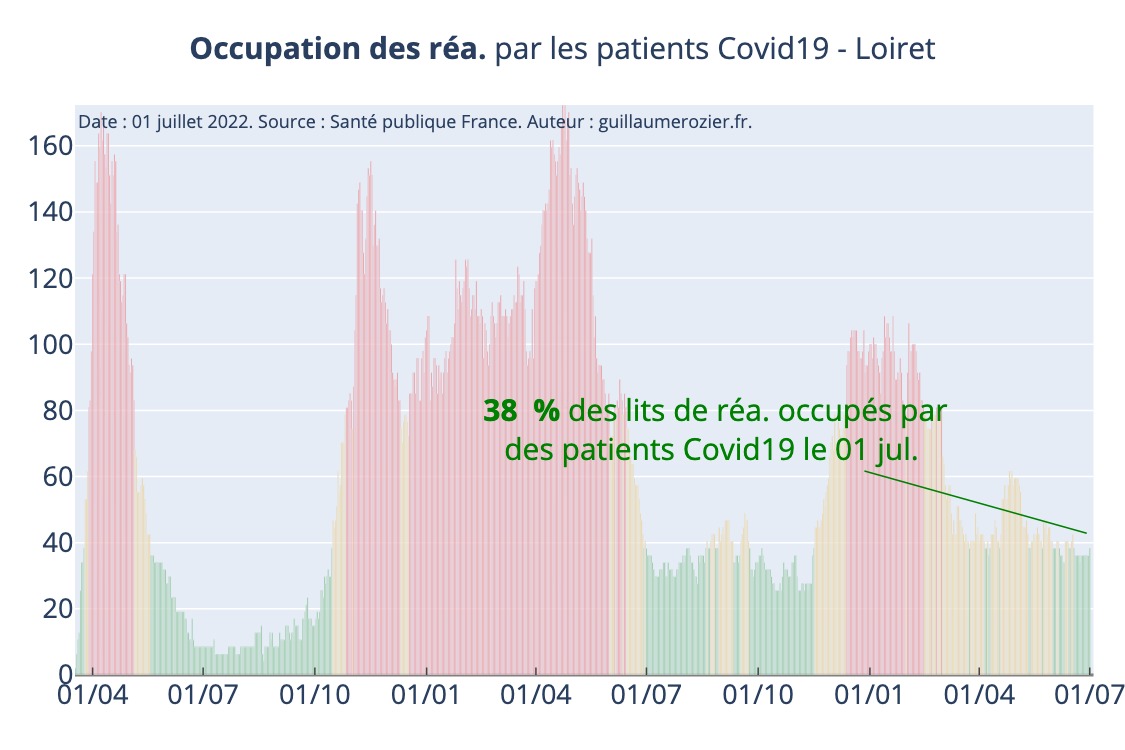 Occupation des réa. par les patients Covid19 - Loiret
Date : 01 juillet 2022. Source : Santé publique France. Auteur : guillaumerozier.fr.
160
140
120
100
80
60
40
20
0
38  % des lits de réa. occupés par
des patients Covid19 le 01 jul.
01/04 01/07 01/10 01/01 01/04 01/07 01/10 01/01 01/04 01/07